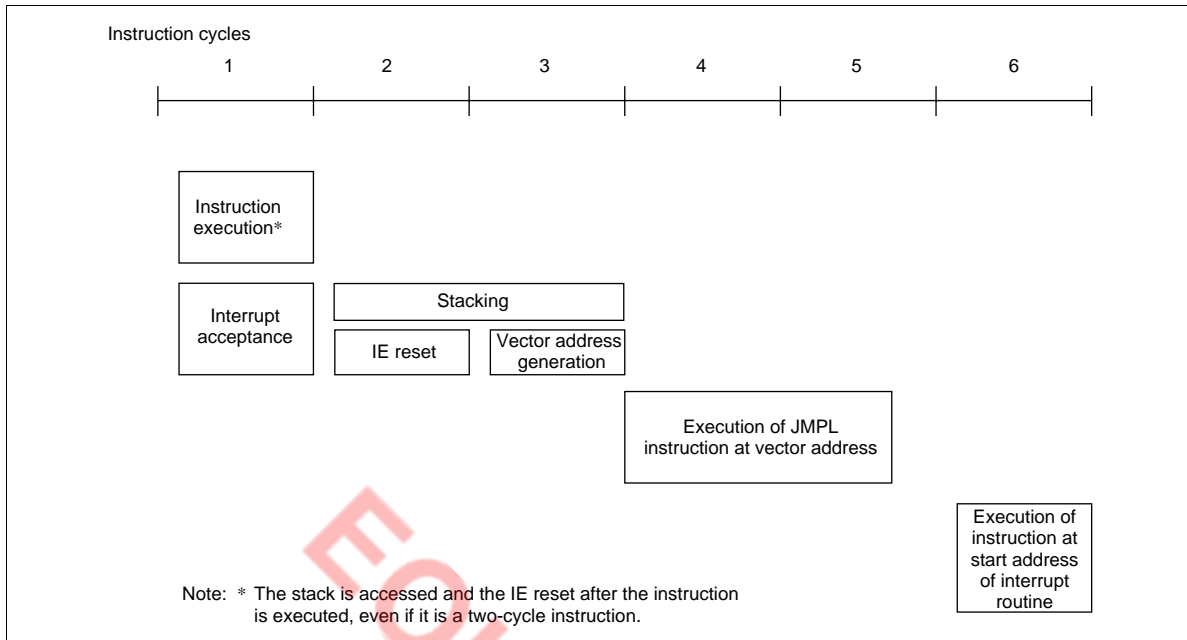 Instruction cycles
1 2 3 4 5 6
Instruction
execution*
Interrupt
acceptance
Stacking
IE reset
Vector address
generation
Execution of JMPL
instruction at vector address
Execution of
instruction at
start address
of interrupt
routine
Note: * The stack is accessed and the IE reset after the instruction
is executed, even if it is a two-cycle instruction.